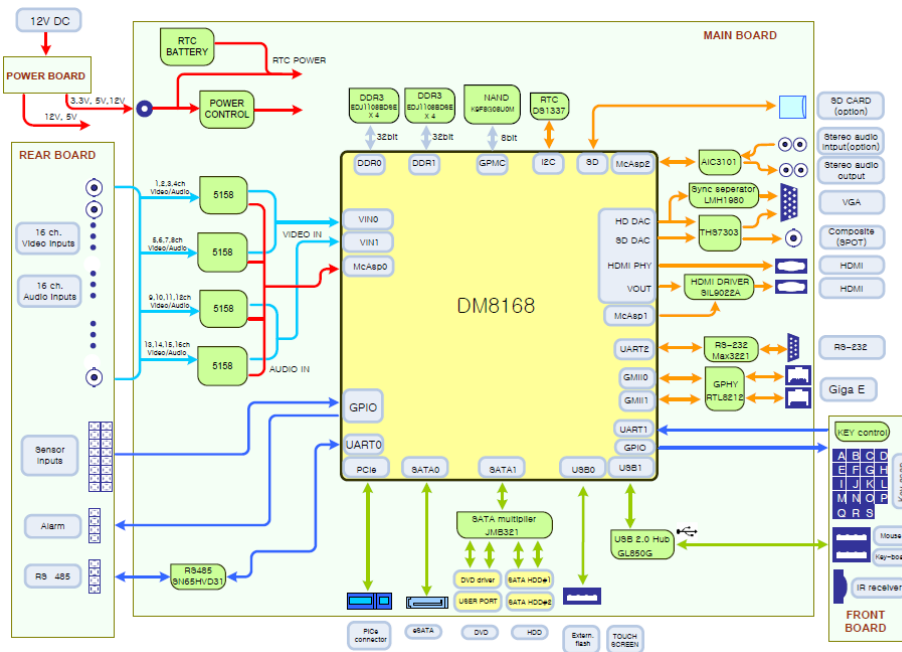 12V DC
POWER BOARD
3.3V, 5V, 12V
12V, 5V
MAIN BOARD
RTC
BATTERY
RTC POWER
POWER
CONTROL
DDR3
EDJ1108BD6E
X 4
DDR3
EDJ1108BD6E
X 4
NAND
K9F8G08U0M
RTC
DS1337
32bit
32bit
8bit
DDR0
DDR1
GPMC
I2C
SD
McAsp2
AIC3101
SD CARD
(option)
Stereo audio
intput(option)
Stereo audio
output
REAR BOARD
16 ch.
Video Inputs
16 ch.
Audio Inputs
1,2,3,4ch
Video/Audio
5158
5,6,7,8ch
Video/Audio
5158
9,10,11,12ch
Video/Audio
5158
13,14,15,16ch
Video/Audio
5158
VIDEO IN
AUDIO IN
VIN0
VIN1
McAsp0
DM8168
HD DAC
SD DAC
HDMI PHY
VOUT
McAsp1
Sync seperator
LMH1980
THS7303
HDMI DRIVER
SIL9022A
VGA
Composite
(SPOT)
HDMI
HDMI
UART2
RS-232
Max3221
RS-232
GMII0
GMII1
GPHY
RTL8212
Giga E
UART1
GPIO
USB1
GPIO
UART0
PCIe
SATA0
SATA1
USB0
Sensor
inputs
Alarm
RS 485
RS485
SN65HVD31
SATA multiplier
JMB321
DVD driver
USER PORT
SATA HDD#1
SATA HDD#2
USB 2.0 Hub
GL850G
KEY control
A B C D
E F G H
I J K L
M N O P
Q R S
Mouse
Key-boa
IR receiver
FRONT
BOARD
PICe
connector
eSATA
DVD
HDD
Extern.
flash
TOUCH
SCREEN